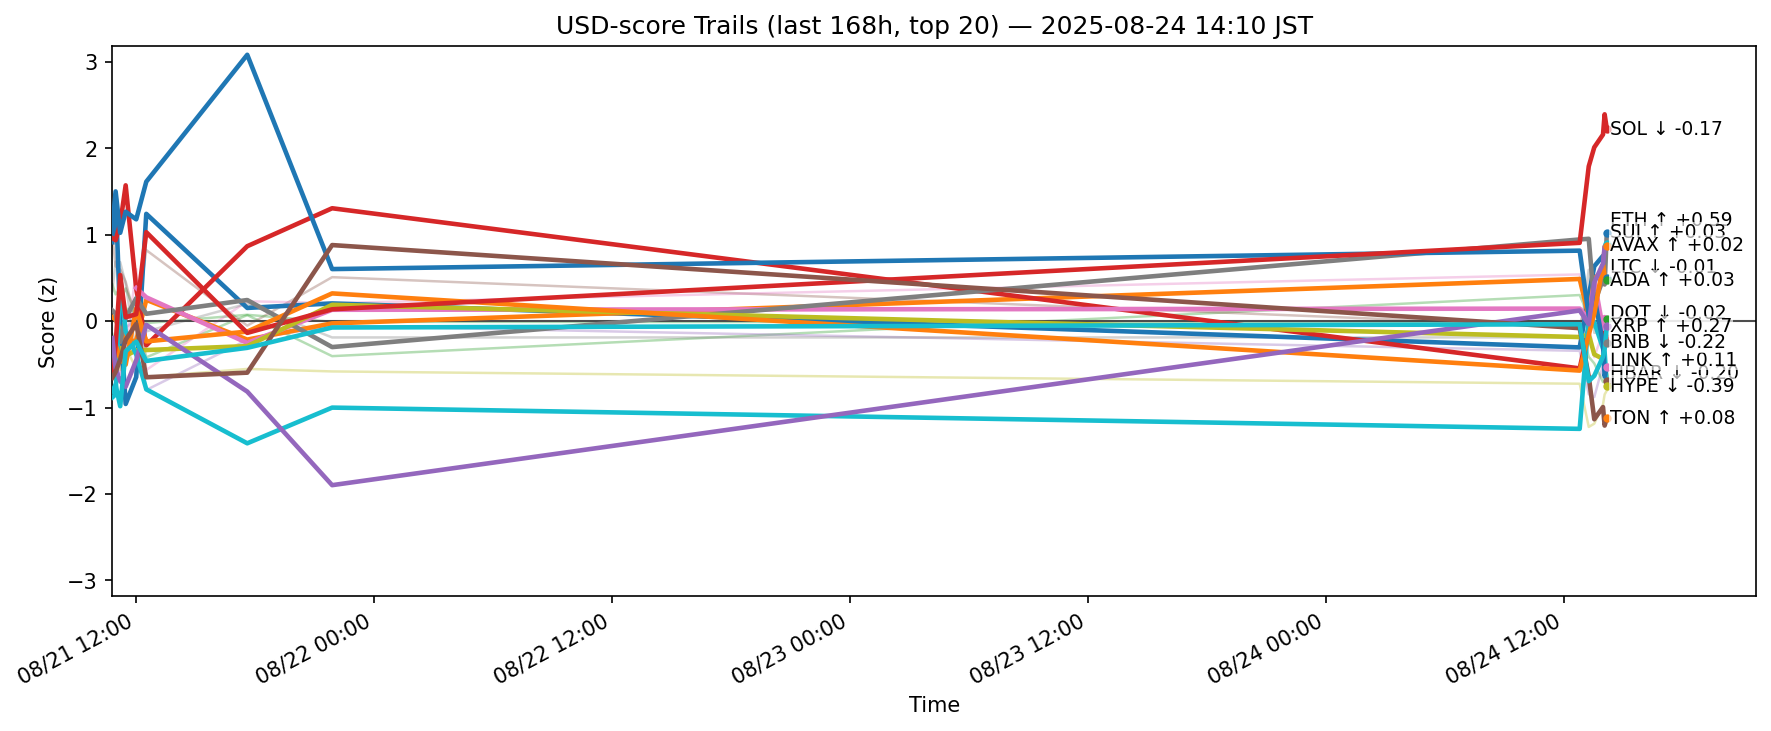 USD-score Trails (last 168h, top 20) — 2025-08-24 14:10 JST
3
2
1
0
−1
−2
−3
Score (z)
SOL ↓ -0.17
ETH ↑ +0.59
SUI ↑ +0.03
AVAX ↑ +0.02
LTC ↓ -0.01
ADA ↑ +0.03
DOT ↓ -0.02
XRP ↑ +0.27
BNB ↓ -0.22
LINK ↑ +0.11
HBAR ↓ -0.20
HYPE ↓ -0.39
TON ↑ +0.08
08/21 12:00
08/22 00:00
08/22 12:00
08/23 00:00
08/23 12:00
08/24 00:00
08/24 12:00
Time